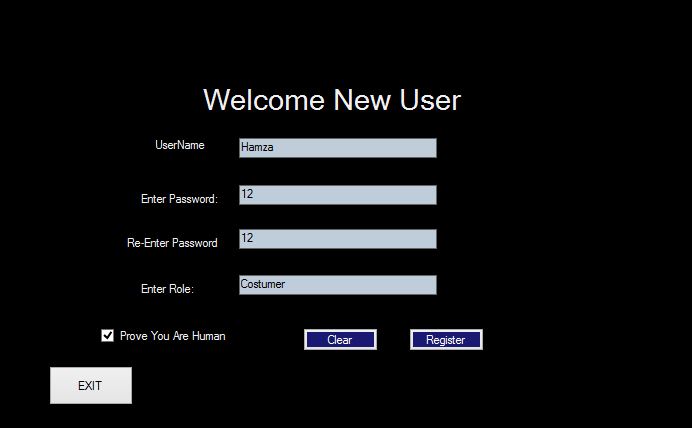 Welcome New User
UserName
Hamza
Enter Password:
12
Re-Enter Password
12
Enter Role:
Costumer
Prove You Are Human
Clear
Register
EXIT